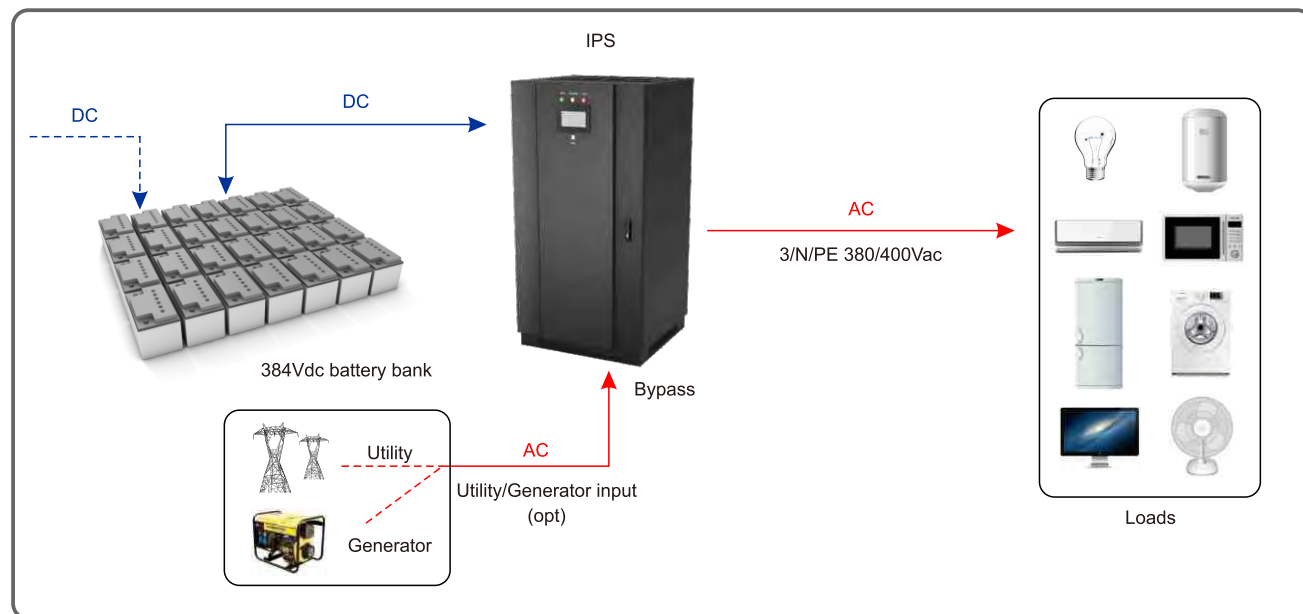 IPS
DC
DC
AC
3/N/PE 380/400Vac
384Vdc battery bank
Bypass
Utility
AC
Utility/Generator input
(opt)
Generator
Loads